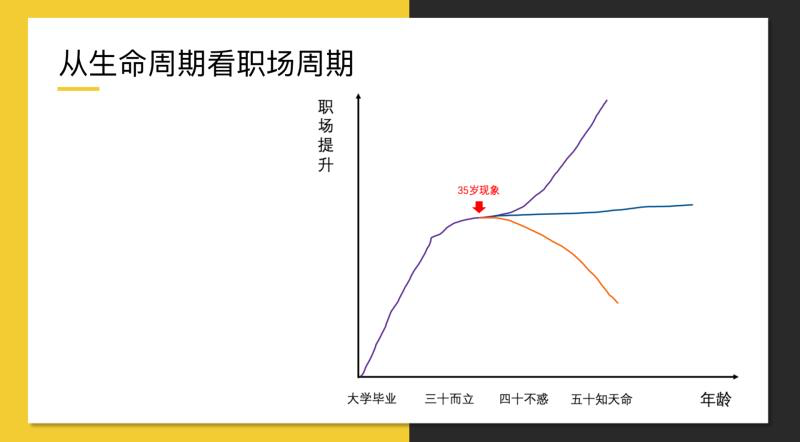 从生命周期看职场周期
职场提升
35岁现象
大学毕业 三十而立 四十不惑 五十知天命 年龄